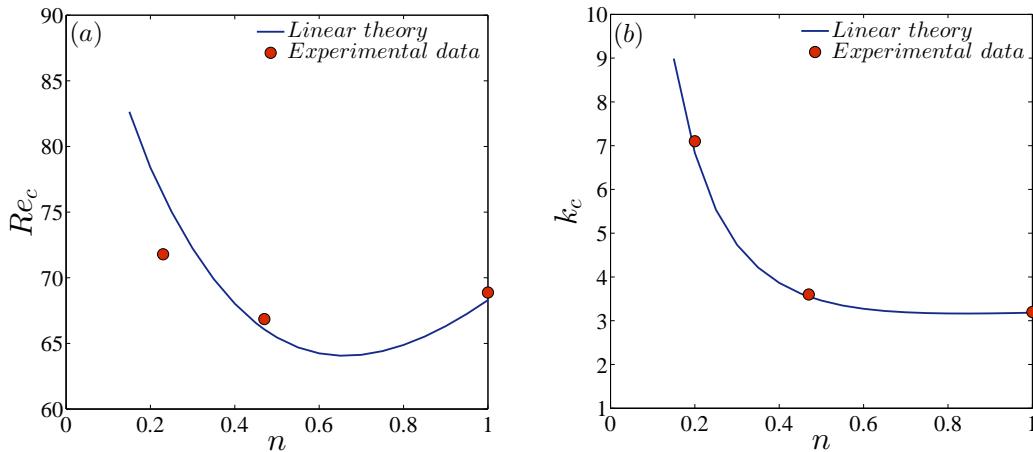 (a)
Linear theory
Experimental data
90
85
80
75
70
65
60
0 0.2 0.4 0.6 0.8 1
Re_c
n
(b)
Linear theory
Experimental data
10
9
8
7
6
5
4
3
2
1
0 0.2 0.4 0.6 0.8 1
k_c
n